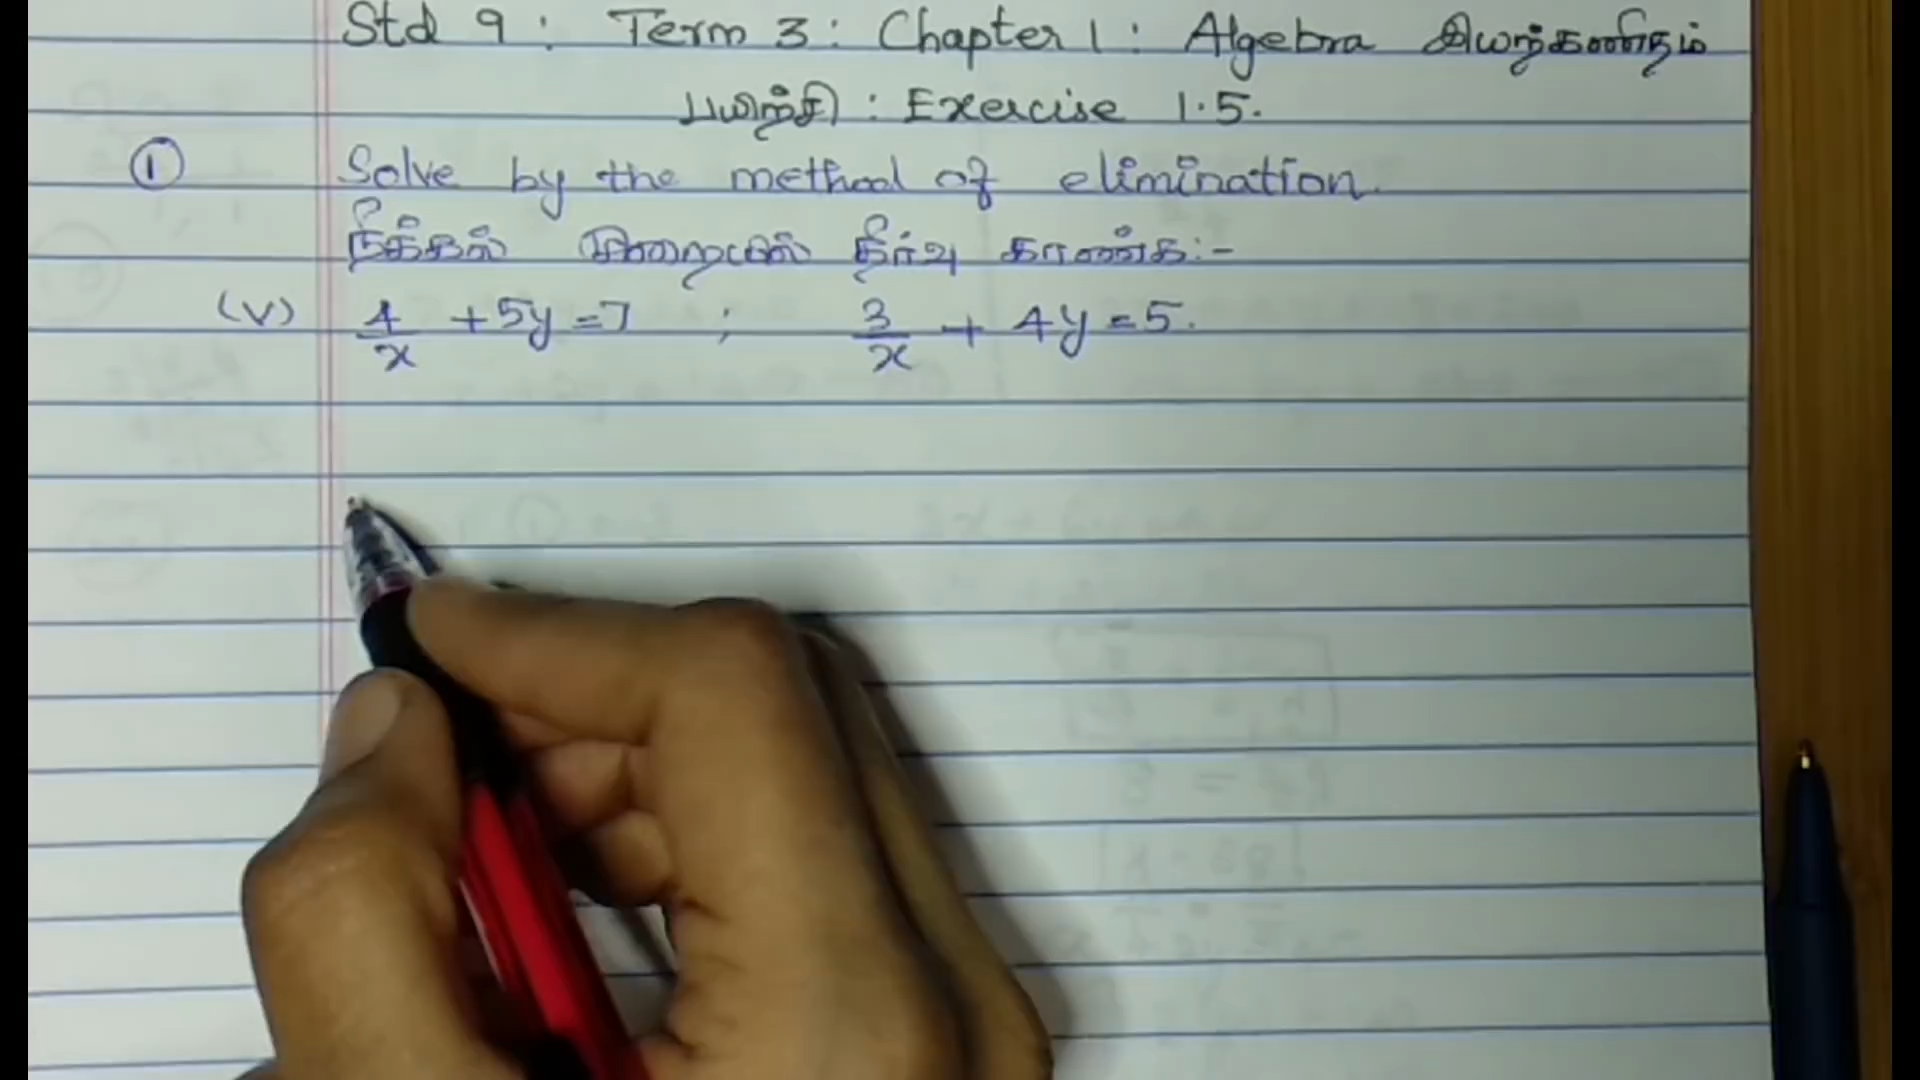 Std 9 : Term 3 : Chapter 1 : Algebra இயற்கணிதம்
பயிற்சி : Exercise 1.5.
① Solve by the method of elimination.
நீக்கல் முறையில் தீர்வு காண்க:-
(v) 4/x + 5y = 7 ; 3/x + 4y = 5.